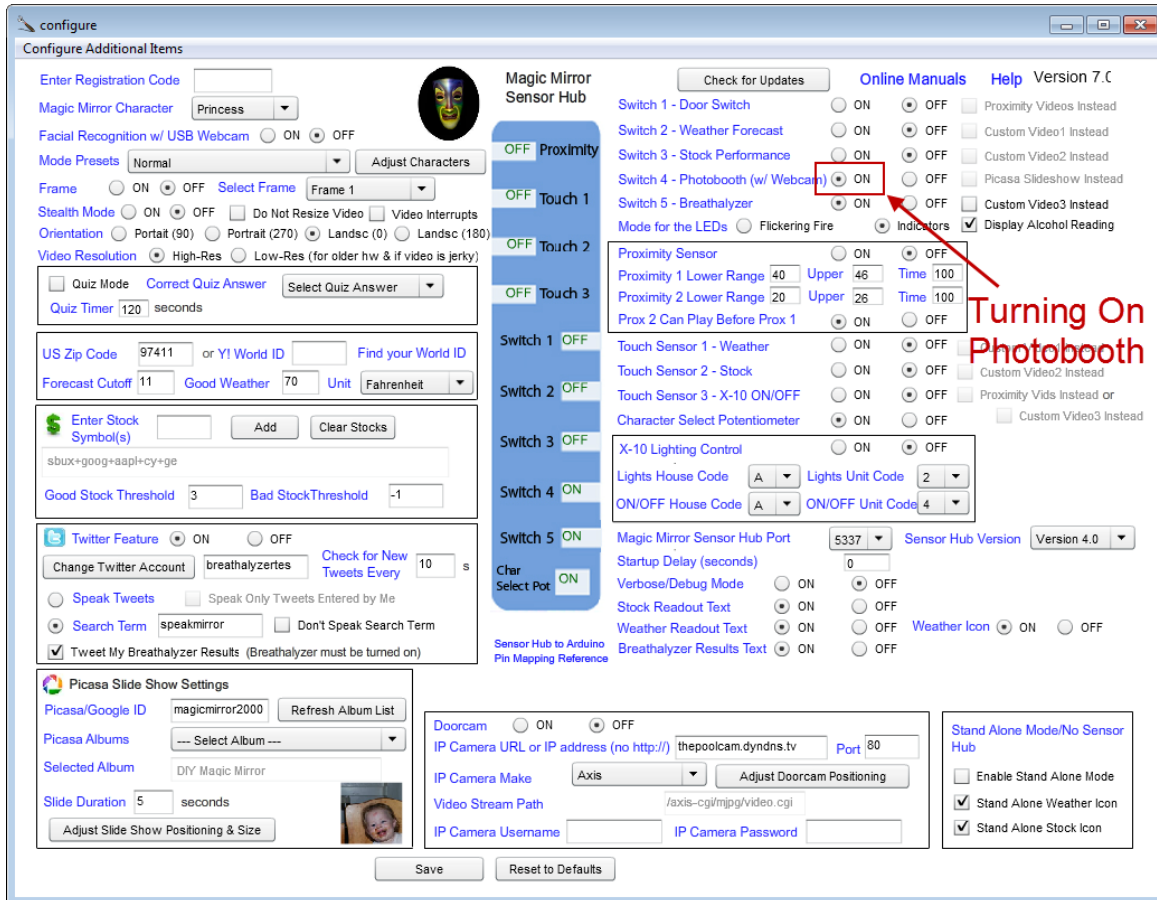 configure
Configure Additional Items
Enter Registration Code
Magic Mirror Character Princess
Facial Recognition w/ USB Webcam ON OFF
Mode Presets Normal Adjust Characters
Frame ON OFF Select Frame Frame 1
Stealth Mode ON OFF Do Not Resize Video Video Interrupts
Orientation Portait (90) Portrait (270) Landsc (0) Landsc (180)
Video Resolution High-Res Low-Res (for older hw & if video is jerky)
Quiz Mode Correct Quiz Answer Select Quiz Answer
Quiz Timer 120 seconds
US Zip Code 97411 or Y! World ID Find your World ID
Forecast Cutoff 11 Good Weather 70 Unit Fahrenheit
Enter Stock
Symbol(s) Add Clear Stocks
sbux+goog+aapl+cy+ge
Good Stock Threshold 3 Bad StockThreshold -1
Twitter Feature ON OFF
Change Twitter Account breathalyzertes Check for New
Tweets Every 10 s
Speak Tweets Speak Only Tweets Entered by Me
Search Term speakmirror Don't Speak Search Term
Tweet My Breathalyzer Results (Breathalyzer must be turned on)
Picasa Slide Show Settings
Picasa/Google ID magicmirror2000 Refresh Album List
Picasa Albums --- Select Album ---
Selected Album DIY Magic Mirror
Slide Duration 5 seconds
Adjust Slide Show Positioning & Size
Magic Mirror
Sensor Hub
OFF Proximity
OFF Touch 1
OFF Touch 2
OFF Touch 3
Switch 1 OFF
Switch 2 OFF
Switch 3 OFF
Switch 4 ON
Switch 5 ON
Char
Select Pot ON
Sensor Hub to Arduino
Pin Mapping Reference
Check for Updates Online Manuals Help Version 7.0
Switch 1 - Door Switch ON OFF Proximity Videos Instead
Switch 2 - Weather Forecast ON OFF Custom Video1 Instead
Switch 3 - Stock Performance ON OFF Custom Video2 Instead
Switch 4 - Photobooth (w/ Webcam) ON OFF Picasa Slideshow Instead
Switch 5 - Breathalyzer ON OFF Custom Video3 Instead
Mode for the LEDs Flickering Fire Indicators Display Alcohol Reading
Proximity Sensor ON OFF
Proximity 1 Lower Range 40 Upper 46 Time 100
Proximity 2 Lower Range 20 Upper 26 Time 100
Prox 2 Can Play Before Prox 1 ON OFF
Turning On
Photobooth
Touch Sensor 1 - Weather ON OFF
Touch Sensor 2 - Stock ON OFF Custom Video2 Instead
Touch Sensor 3 - X-10 ON/OFF ON OFF Proximity Vids Instead or
Character Select Potentiometer ON OFF Custom Video3 Instead
X-10 Lighting Control ON OFF
Lights House Code A Lights Unit Code 2
ON/OFF House Code A ON/OFF Unit Code 4
Magic Mirror Sensor Hub Port 5337 Sensor Hub Version Version 4.0
Startup Delay (seconds) 0
Verbose/Debug Mode ON OFF
Stock Readout Text ON OFF
Weather Readout Text ON OFF Weather Icon ON OFF
Breathalyzer Results Text ON OFF
Doorcam ON OFF
IP Camera URL or IP address (no http://) thepoolcam.dyndns.tv Port 80
IP Camera Make Axis Adjust Doorcam Positioning
Video Stream Path /axis-cgi/mjpg/video.cgi
IP Camera Username IP Camera Password
Stand Alone Mode/No Sensor
Hub
Enable Stand Alone Mode
Stand Alone Weather Icon
Stand Alone Stock Icon
Save Reset to Defaults